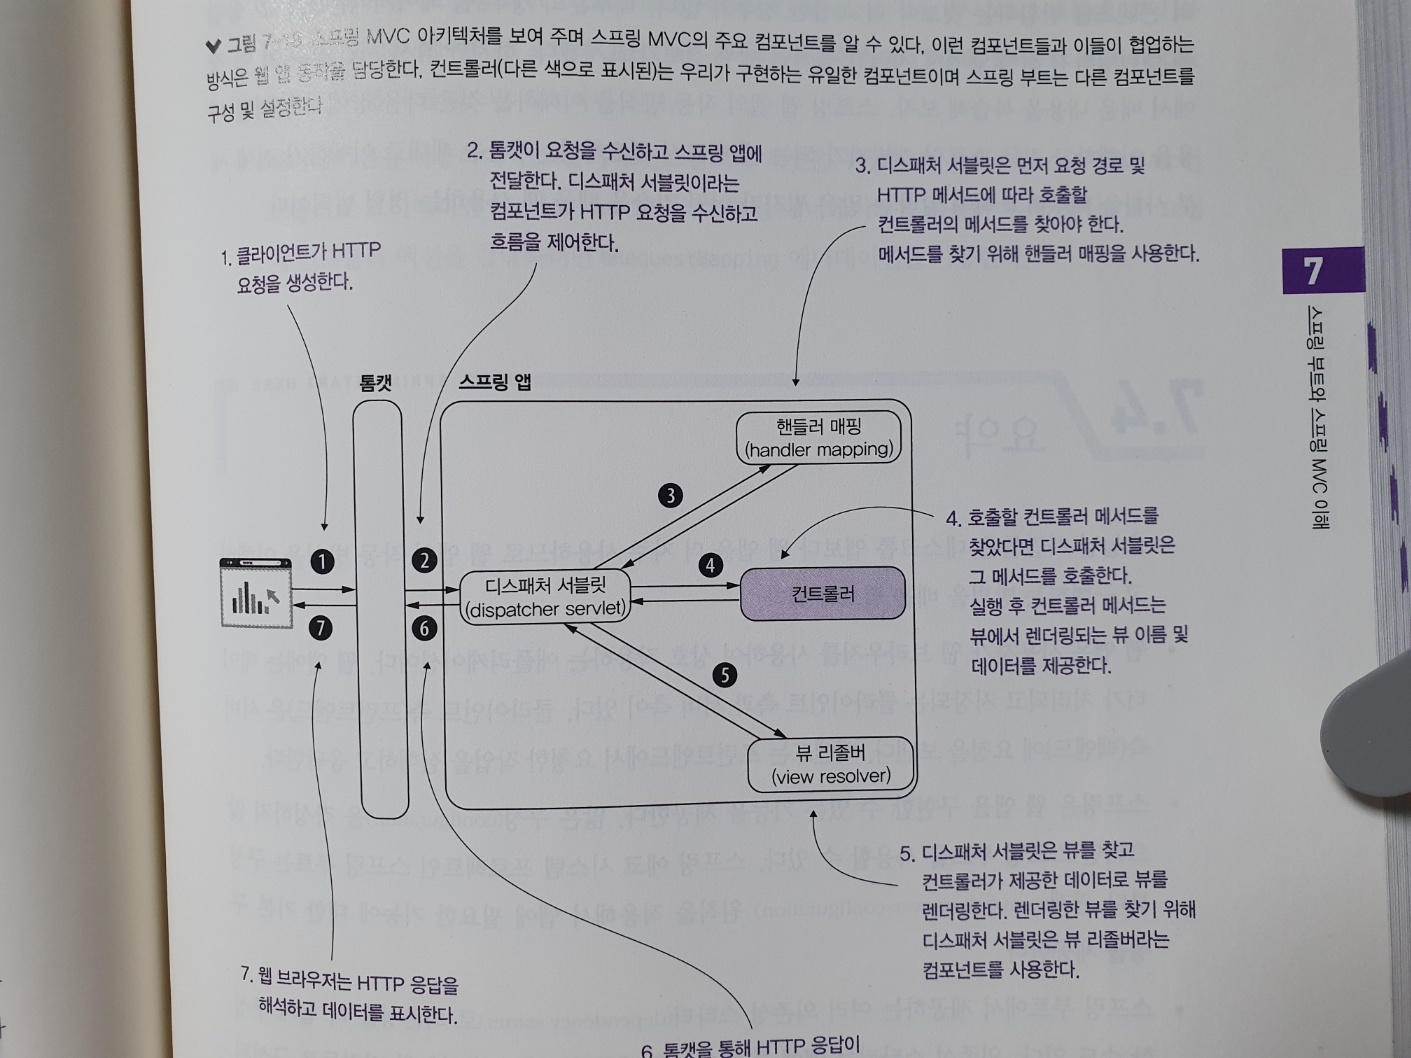 그림 7-18 스프링 MVC 아키텍처를 보여 주며 스프링 MVC의 주요 컴포넌트를 알 수 있다. 이런 컴포넌트들과 이들이 협업하는
방식은 웹 앱 동작을 담당한다. 컨트롤러(다른 색으로 표시된)는 우리가 구현하는 유일한 컴포넌트이며 스프링 부트는 다른 컴포넌트를
구성 및 설정한다
2. 톰캣이 요청을 수신하고 스프링 앱에
전달한다. 디스패처 서블릿이라는
컴포넌트가 HTTP 요청을 수신하고
흐름을 제어한다.
3. 디스패처 서블릿은 먼저 요청 경로 및
HTTP 메서드에 따라 호출할
컨트롤러의 메서드를 찾아야 한다.
메서드를 찾기 위해 핸들러 매핑을 사용한다.
1. 클라이언트가 HTTP
요청을 생성한다.
7
스프링 부트와 스프링 MVC 이해
톰캣
스프링 앱
핸들러 매핑
(handler mapping)
3
4. 호출할 컨트롤러 메서드를
찾았다면 디스패처 서블릿은
그 메서드를 호출한다.
실행 후 컨트롤러 메서드는
뷰에서 렌더링되는 뷰 이름 및
데이터를 제공한다.
1
2
4
디스패처 서블릿
(dispatcher servlet)
컨트롤러
7
6
5
뷰 리졸버
(view resolver)
5. 디스패처 서블릿은 뷰를 찾고
컨트롤러가 제공한 데이터로 뷰를
렌더링한다. 렌더링한 뷰를 찾기 위해
디스패처 서블릿은 뷰 리졸버라는
컴포넌트를 사용한다.
7. 웹 브라우저는 HTTP 응답을
해석하고 데이터를 표시한다.
6. 톰캣을 통해 HTTP 응답이